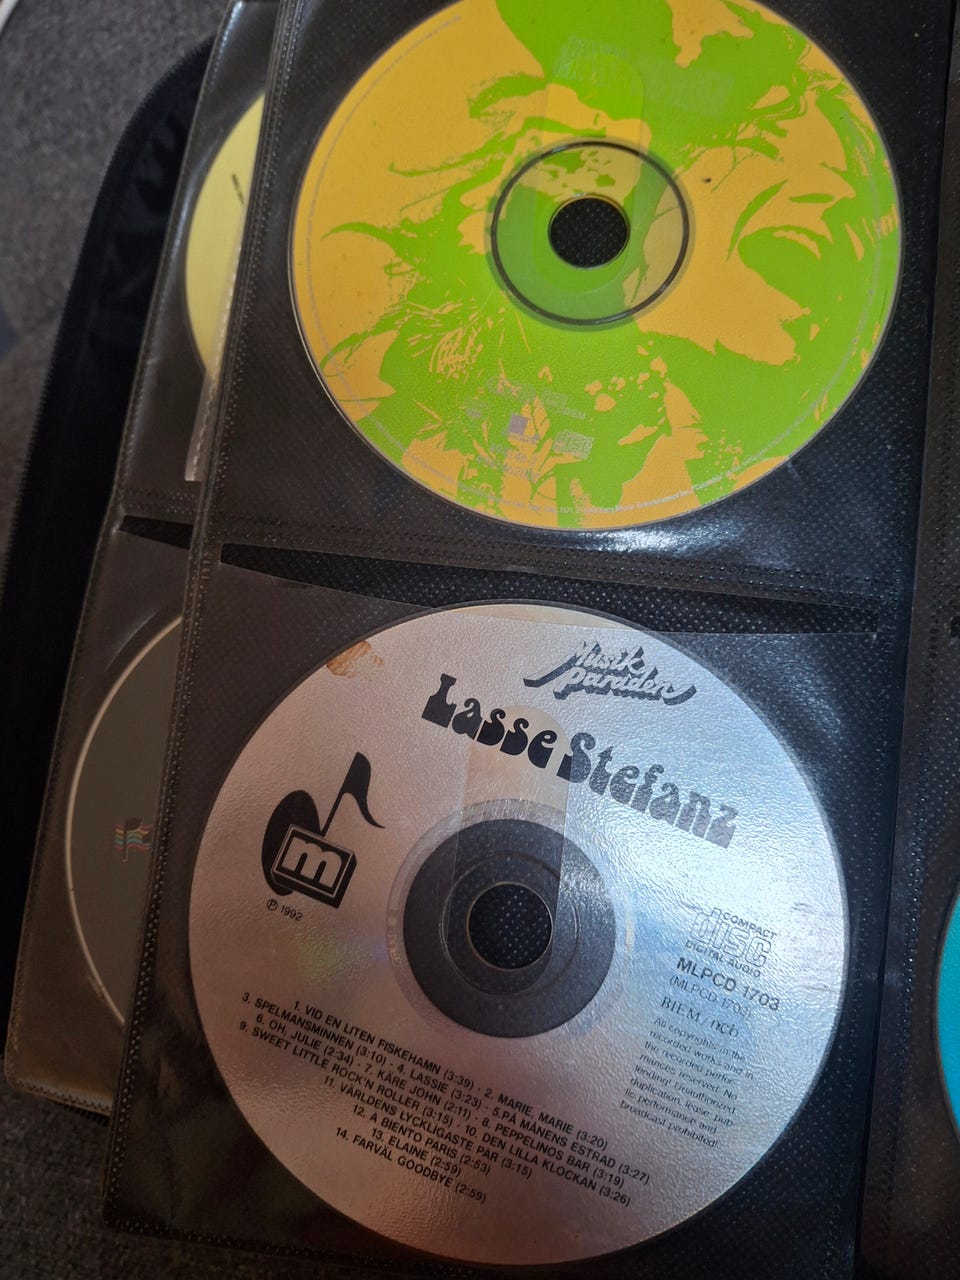 BIEM
disc
Musik
paraden
Lasse Stefanz
m
℗ 1992
COMPACT
disc
DIGITAL AUDIO
MLPCD 1703
(MLPCD 1703)
BIEM / ncb
All copyrights in the
recorded works and in
the recorded perfor-
mances reserved. No
lending! Unauthorized
duplication, lease, pub-
lic performance and
broadcast prohibited!
1. VID EN LITEN FISKEHAMN (3:39) · 2. MARIE, MARIE (3:20)
3. SPELMANSMINNEN (3:10) · 4. LASSIE (3:23) · 5.PÅ MÅNENS ESTRAD (3:27)
6. OH, JULIE (2:34) · 7. KÄRE JOHN (2:11) · 8. PEPPELINOS BAR (3:19)
9. SWEET LITTLE ROCK'N ROLLER (3:15) · 10. DEN LILLA KLOCKAN (3:26)
11. VÄRLDENS LYCKLIGASTE PAR (3:15)
12. A BIENTO PARIS (2:53)
13. ELAINE (2:59)
14. FARVÄL GOODBYE (2:59)